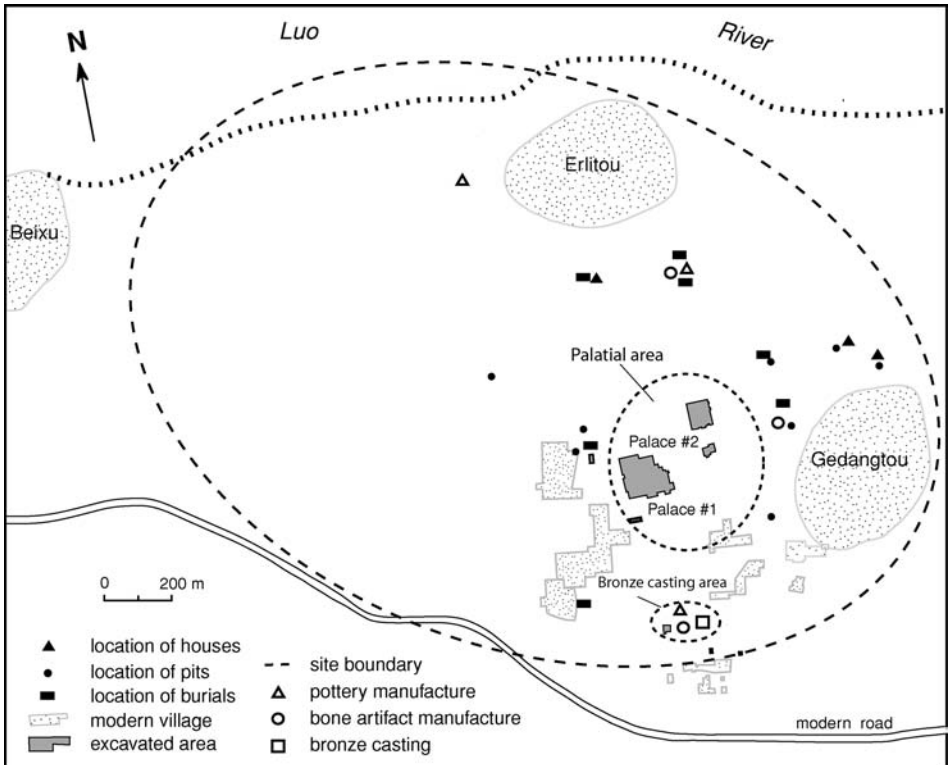 N
Luo
River
Erlitou
Beixu
Palatial area
Palace #2
Gedangtou
Palace #1
Bronze casting area
0 200 m
location of houses
location of pits
location of burials
modern village
excavated area
site boundary
pottery manufacture
bone artifact manufacture
bronze casting
modern road